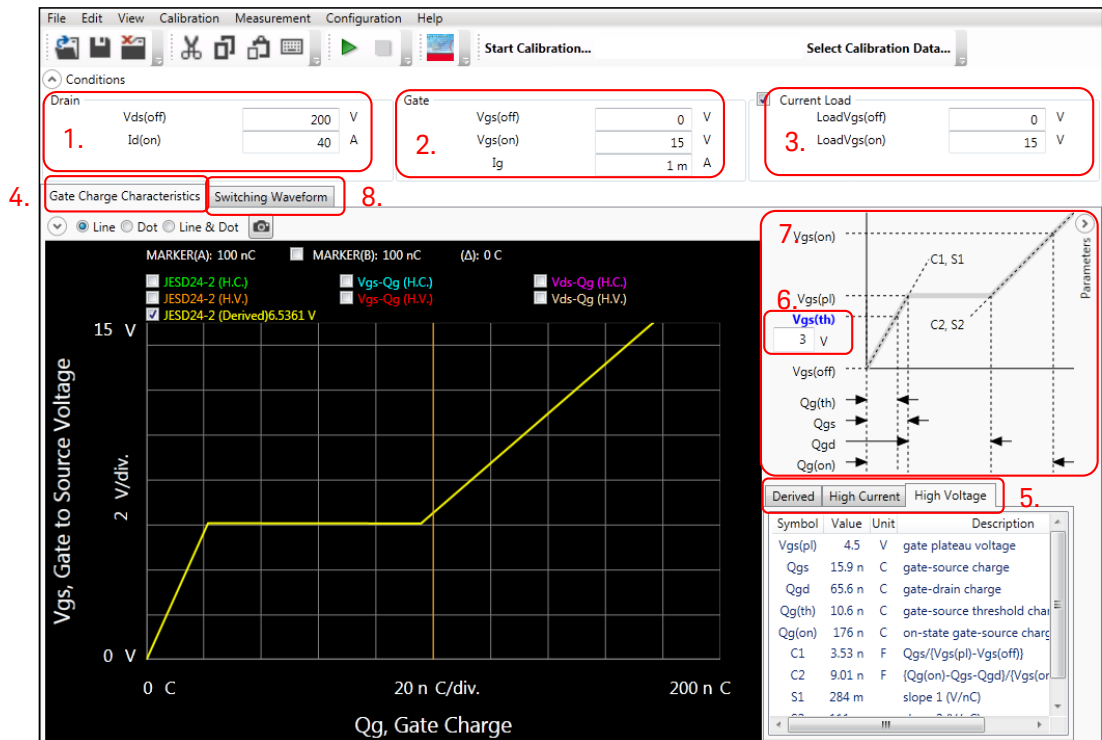 File Edit View Calibration Measurement Configuration Help
Start Calibration... Select Calibration Data...
Conditions
Drain
Vds(off) 200 V
Id(on) 40 A
1.
Gate
Vgs(off) 0 V
Vgs(on) 15 V
Ig 1 m A
2.
Current Load
LoadVgs(off) 0 V
LoadVgs(on) 15 V
3.
4. Gate Charge Characteristics Switching Waveform 8.
Line Dot Line & Dot
MARKER(A): 100 nC MARKER(B): 100 nC (Δ): 0 C
JESD24-2 (H.C.) Vgs-Qg (H.C.) Vds-Qg (H.C.)
JESD24-2 (H.V.) Vgs-Qg (H.V.) Vds-Qg (H.V.)
JESD24-2 (Derived)6.5361 V
15 V
Vgs, Gate to Source Voltage
2 V/div.
0 V
0 C 20 n C/div. 200 n C
Qg, Gate Charge
7.
Vgs(on)
C1, S1
Parameters
6. Vgs(pl)
Vgs(th)
3 V
C2, S2
Vgs(off)
Qg(th)
Qgs
Qgd
Qg(on)
Derived High Current High Voltage 5.
Symbol Value Unit Description
Vgs(pl) 4.5 V gate plateau voltage
Qgs 15.9 n C gate-source charge
Qgd 65.6 n C gate-drain charge
Qg(th) 10.6 n C gate-source threshold char
Qg(on) 176 n C on-state gate-source charg
C1 3.53 n F Qgs/{Vgs(pl)-Vgs(off)}
C2 9.01 n F {Qg(on)-Qgs-Qgd}/{Vgs(or
S1 284 m slope 1 (V/nC)